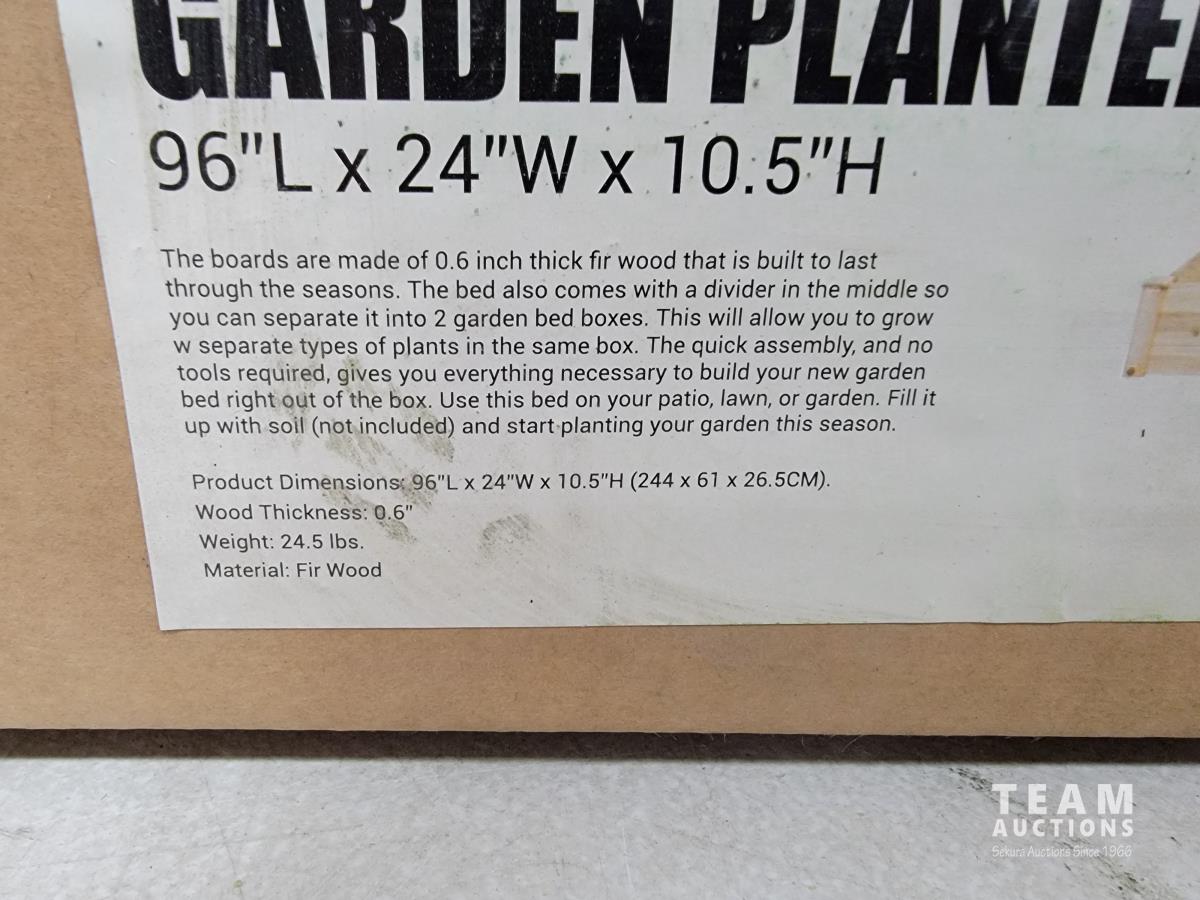 GARDEN PLANTER
96"L x 24"W x 10.5"H
The boards are made of 0.6 inch thick fir wood that is built to last
through the seasons. The bed also comes with a divider in the middle so
you can separate it into 2 garden bed boxes. This will allow you to grow
w separate types of plants in the same box. The quick assembly, and no
tools required, gives you everything necessary to build your new garden
bed right out of the box. Use this bed on your patio, lawn, or garden. Fill it
up with soil (not included) and start planting your garden this season.
Product Dimensions: 96"L x 24"W x 10.5"H (244 x 61 x 26.5CM).
Wood Thickness: 0.6"
Weight: 24.5 lbs.
Material: Fir Wood
TEAM
AUCTIONS
Sekura Auctions Since 1966